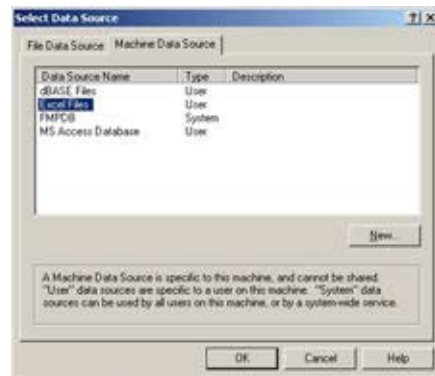 Select Data Source
File Data Source Machine Data Source
Data Source Name Type Description
dBASE Files User
Excel Files User
FMPDB System
MS Access Database User
New...
A Machine Data Source is specific to this machine, and cannot be shared.
"User" data sources are specific to a user on this machine. "System" data
sources can be used by all users on this machine, or by a system-wide service.
OK Cancel Help